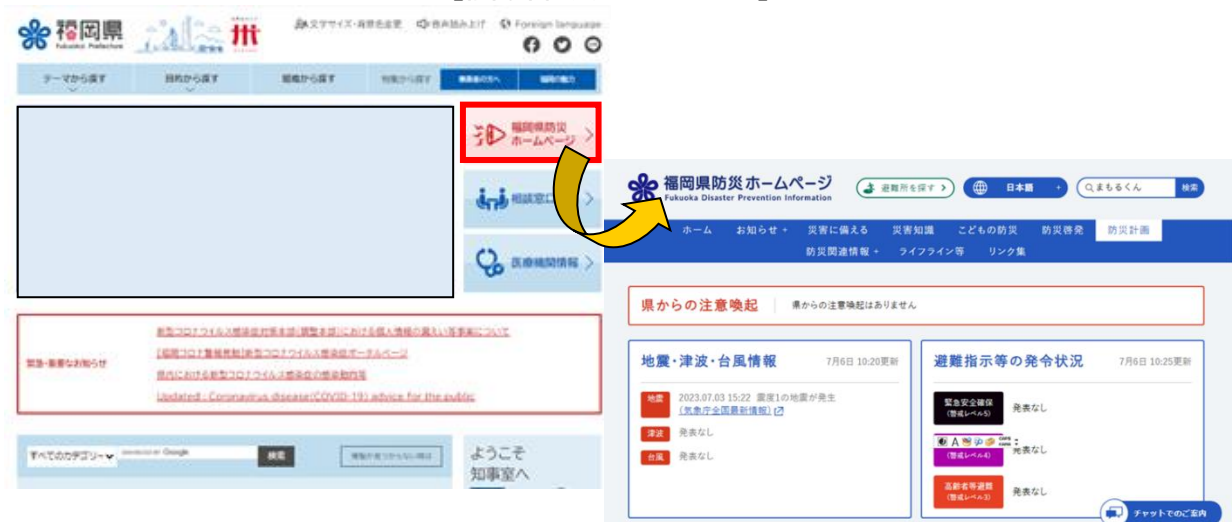 福岡県
Fukuoka Prefecture
文字サイズ・背景色変更
音声読み上げ
Foreign language
テーマから探す
目的から探す
組織から探す
地図から探す
福岡県防災
ホームページ
相談窓口
医療機関情報
緊急・重要なお知らせ
県内における新型コロナウイルス感染症の感染動向等
Updated : Coronavirus disease(COVID-19) advice for the public
すべてのカテゴリー
Google
検索
ようこそ
知事室へ
福岡県防災ホームページ
Fukuoka Disaster Prevention Information
避難所を探す
日本語 +
まもるくん
検索
ホーム
お知らせ +
災害に備える
災害知識
こどもの防災
防災啓発
防災計画
防災関連情報 +
ライフライン等
リンク集
県からの注意喚起
県からの注意喚起はありません
地震・津波・台風情報
7月6日 10:20更新
地震
2023.07.03 15:22 震度1の地震が発生
(気象庁全国最新情報)
津波
発表なし
台風
発表なし
避難指示等の発令状況
7月6日 10:25更新
緊急安全確保
(警戒レベル5)
発表なし
(警戒レベル4)
発表なし
高齢者等避難
(警戒レベル3)
発表なし
チャットでのご案内